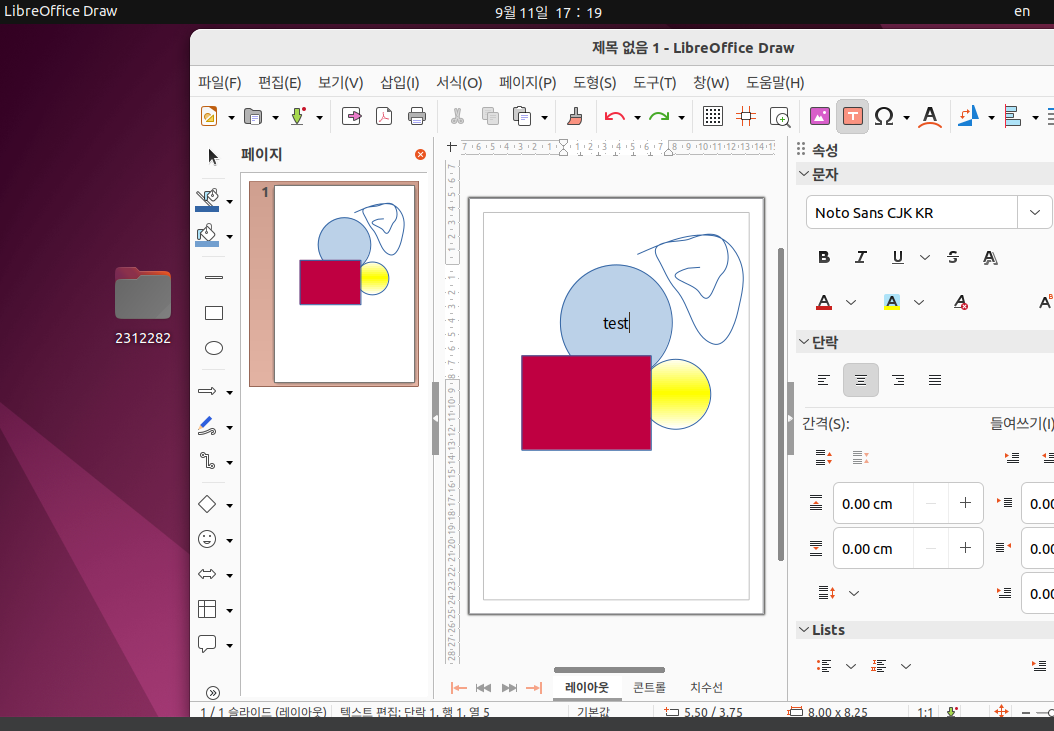 LibreOffice Draw
9월 11일 17 : 19
en
제목 없음 1 - LibreOffice Draw
파일(F) 편집(E) 보기(V) 삽입(I) 서식(O) 페이지(P) 도형(S) 도구(T) 창(W) 도움말(H)
페이지
속성
문자
1
Noto Sans CJK KR
2312282
test
단락
간격(S):
들여쓰기(I)
0.00 cm
0.00 cm
Lists
레이아웃 콘트롤 치수선
1 / 1 슬라이드 (레이아웃) 텍스트 편집: 단락 1, 행 1, 열 5 기본값 5.50 / 3.75 8.00 x 8.25 1:1